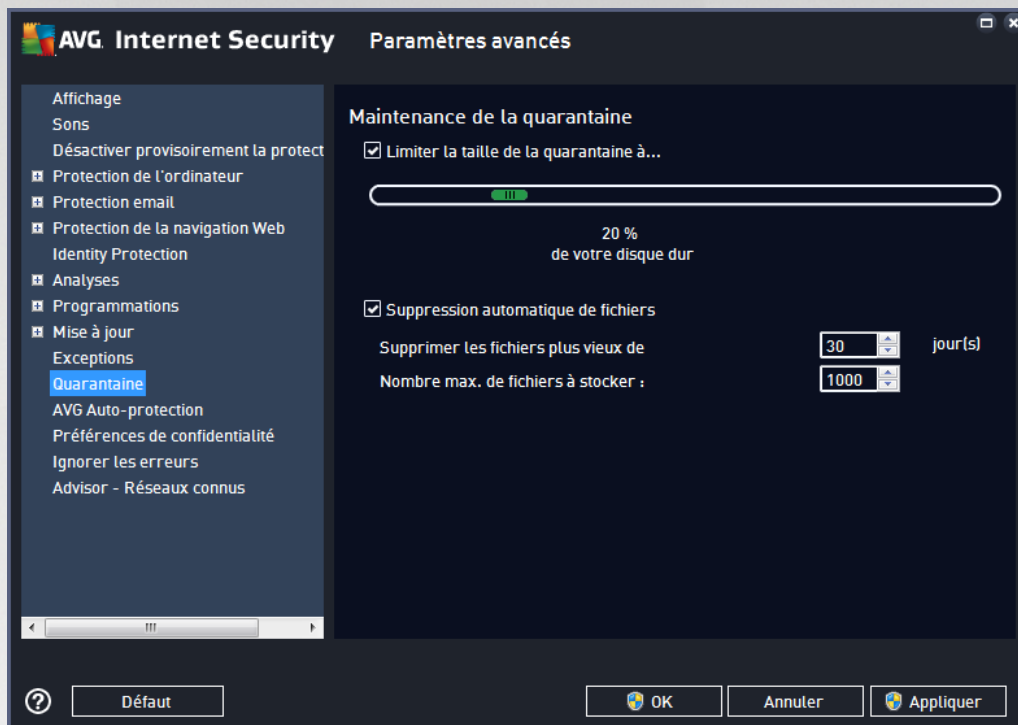 AVG Internet Security Paramètres avancés
Affichage
Sons
Désactiver provisoirement la protect
Protection de l'ordinateur
Protection email
Protection de la navigation Web
Identity Protection
Analyses
Programmations
Mise à jour
Exceptions
Quarantaine
AVG Auto-protection
Préférences de confidentialité
Ignorer les erreurs
Advisor - Réseaux connus
Maintenance de la quarantaine
Limiter la taille de la quarantaine à...
20 %
de votre disque dur
Suppression automatique de fichiers
Supprimer les fichiers plus vieux de 30 jour(s)
Nombre max. de fichiers à stocker : 1000
? Défaut OK Annuler Appliquer